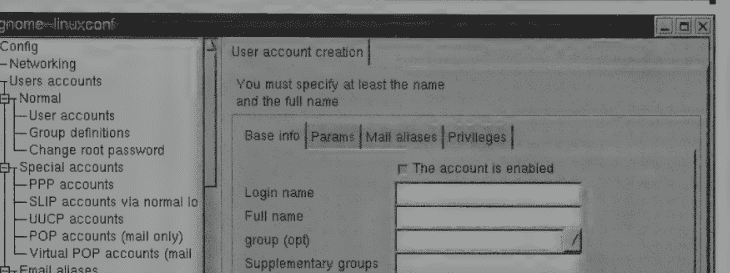 gnome-linuxconf
Config
Networking
Users accounts
Normal
User accounts
Group definitions
Change root password
Special accounts
PPP accounts
SLIP accounts via normal lo
UUCP accounts
POP accounts (mail only)
Virtual POP accounts (mail
Email aliases
User account creation
You must specify at least the name
and the full name
Base info Params Mail aliases Privileges
The account is enabled
Login name
Full name
group (opt)
Supplementary groups